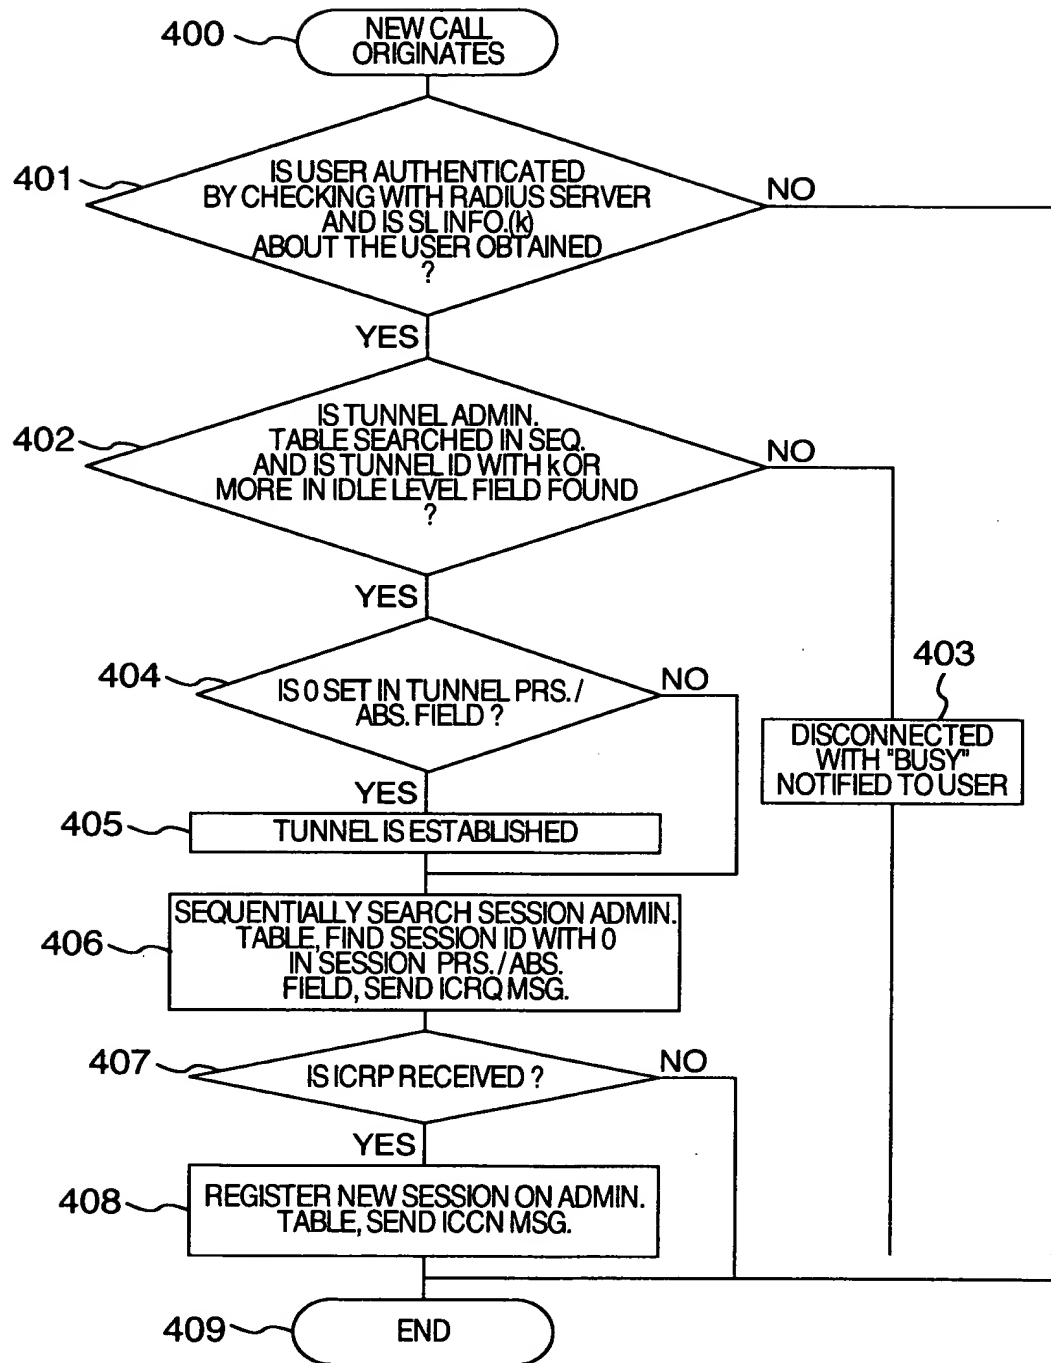 400
NEW CALL
ORIGINATES
401
IS USER AUTHENTICATED
BY CHECKING WITH RADIUS SERVER
AND IS SL INFO.(k)
ABOUT THE USER OBTAINED
?
NO
YES
402
IS TUNNEL ADMIN.
TABLE SEARCHED IN SEQ.
AND IS TUNNEL ID WITH k OR
MORE IN IDLE LEVEL FIELD FOUND
?
NO
YES
404
IS 0 SET IN TUNNEL PRS./
ABS. FIELD ?
NO
403
DISCONNECTED
WITH "BUSY"
NOTIFIED TO USER
YES
405
TUNNEL IS ESTABLISHED
406
SEQUENTIALLY SEARCH SESSION ADMIN.
TABLE, FIND SESSION ID WITH 0
IN SESSION PRS./ABS.
FIELD, SEND ICRQ MSG.
407
IS ICRP RECEIVED ?
NO
YES
408
REGISTER NEW SESSION ON ADMIN.
TABLE, SEND ICCN MSG.
409
END